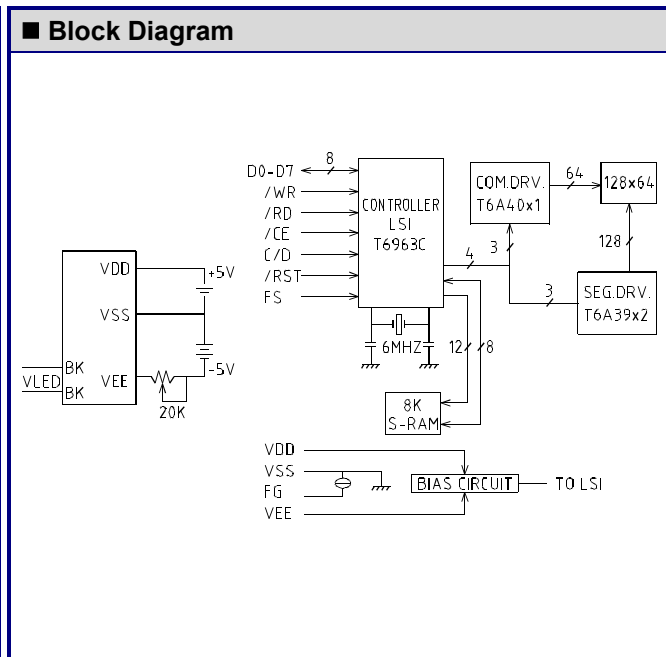 ■ Block Diagram
D0-D7
8
/WR
/RD
/CE
C/D
/RST
FS
CONTROLLER
LSI
T6963C
4
3
3
COM.DRV.
T6A40x1
64
128x64
128
SEG.DRV.
T6A39x2
6MHZ
12
8
8K
S-RAM
VDD
+5V
VSS
-5V
VEE
BK
VLED
BK
20K
VDD
VSS
FG
VEE
BIAS CIRCUIT
TO LSI